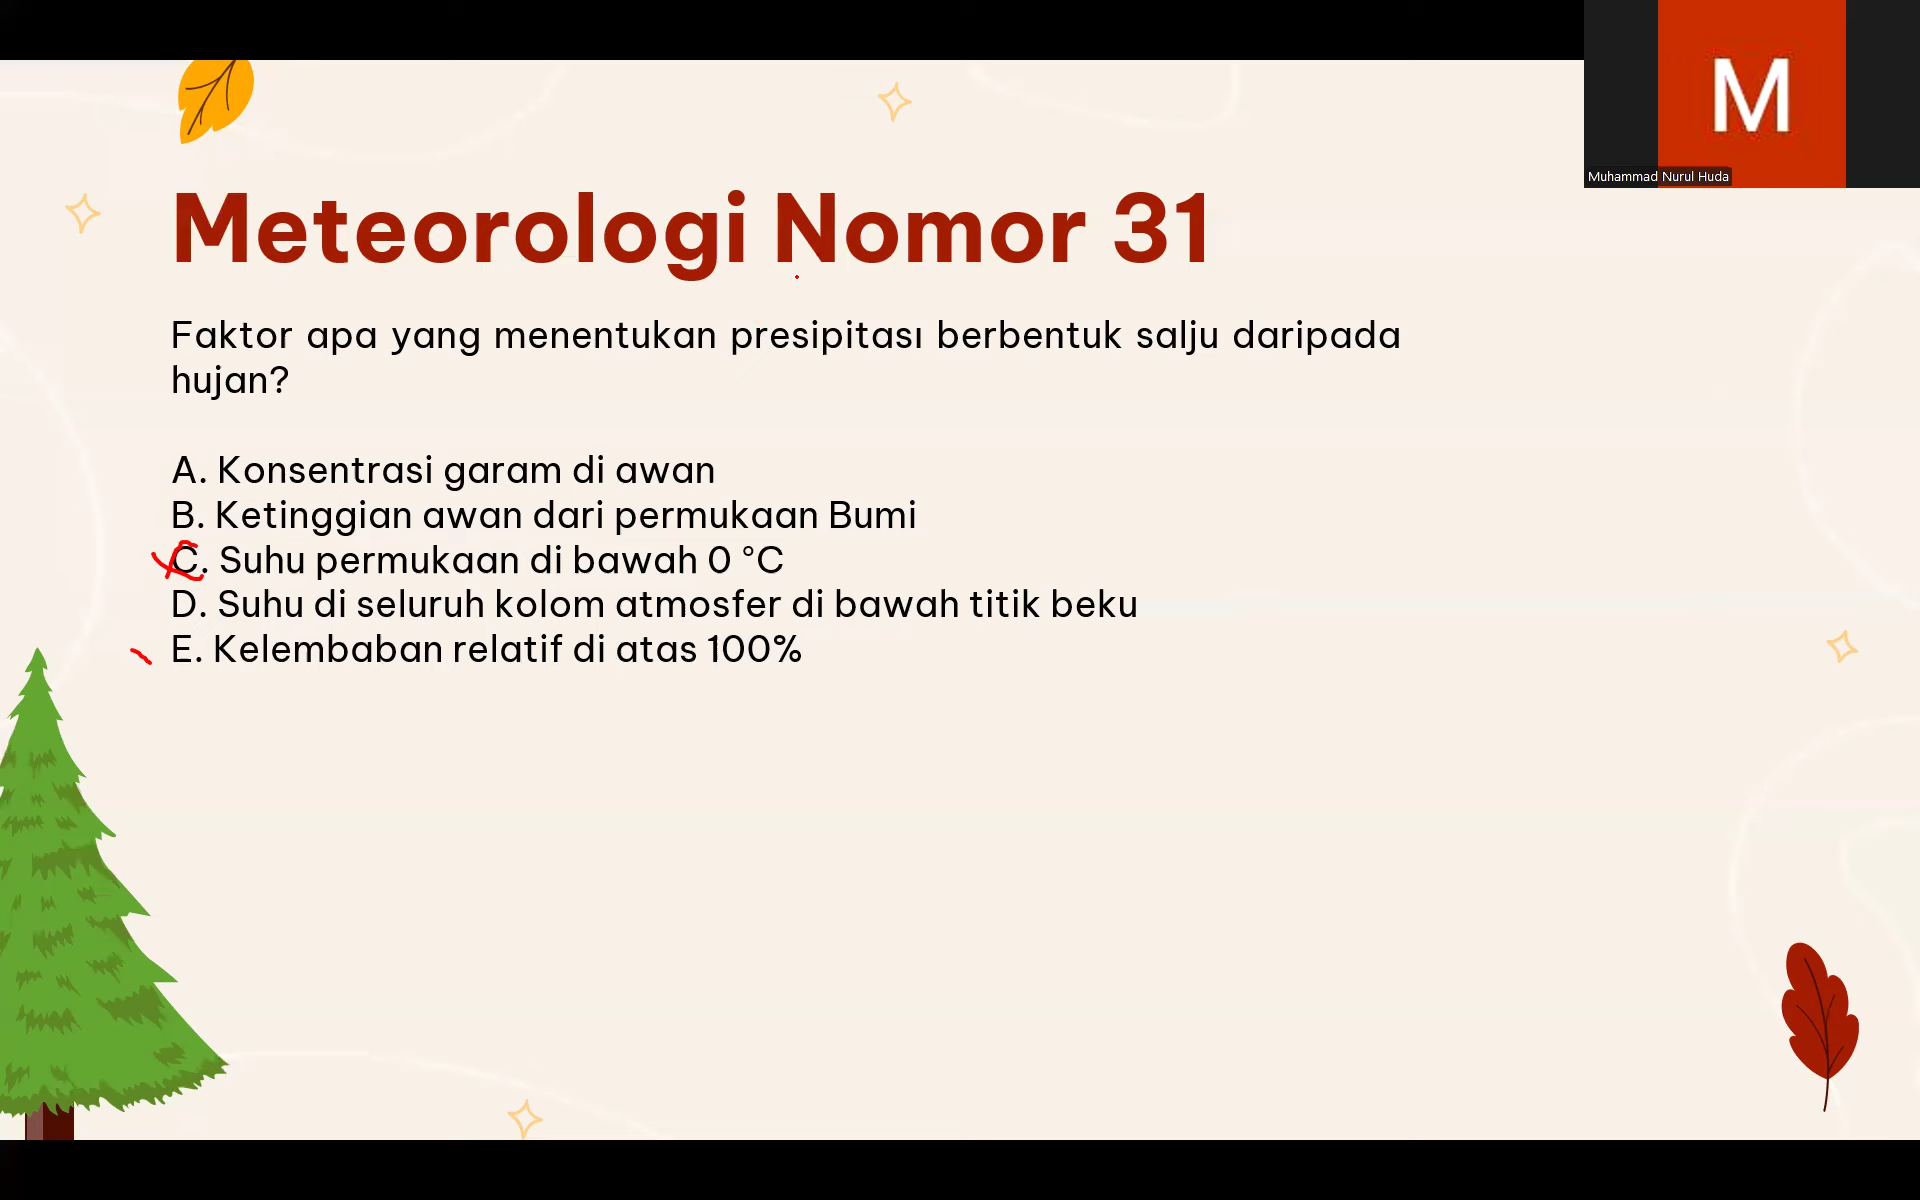 M
Muhammad Nurul Huda
Meteorologi Nomor 31
Faktor apa yang menentukan presipitası berbentuk salju daripada
hujan?
A. Konsentrasi garam di awan
B. Ketinggian awan dari permukaan Bumi
C. Suhu permukaan di bawah 0 °C
D. Suhu di seluruh kolom atmosfer di bawah titik beku
E. Kelembaban relatif di atas 100%